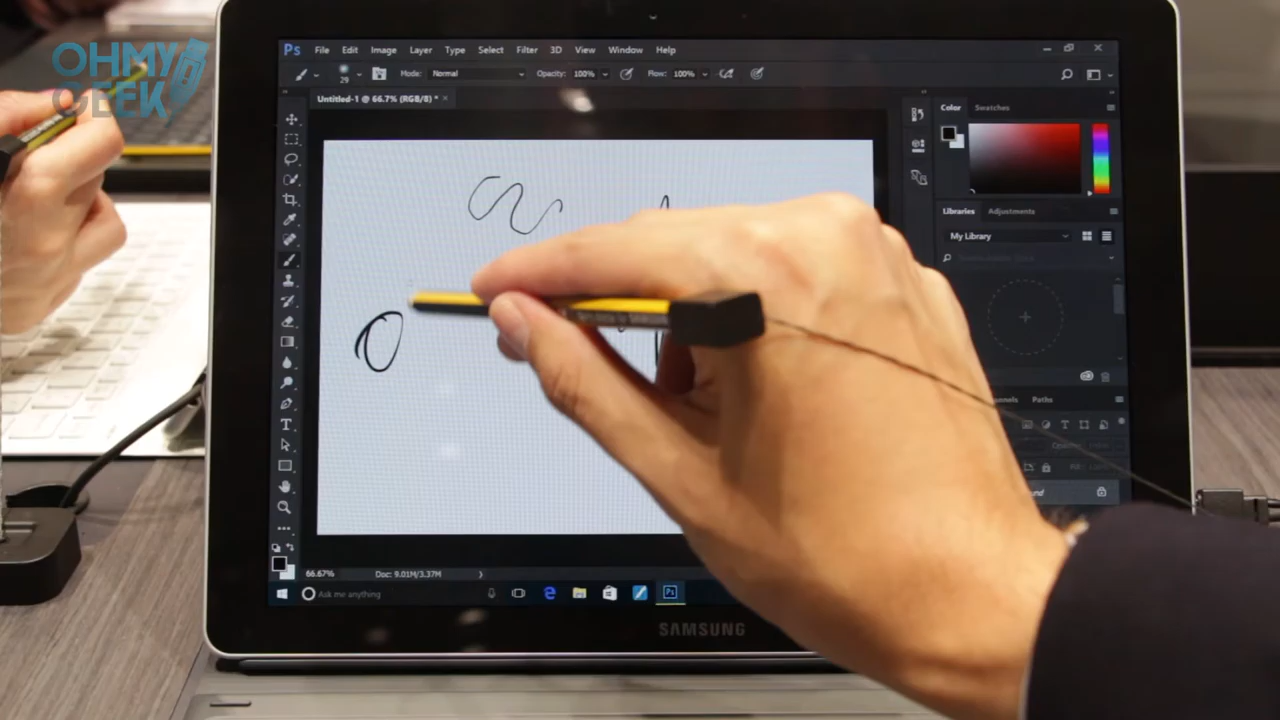 OHMY
GEEK
Ps File Edit Image Layer Type Select Filter 3D View Window Help
29 Mode: Normal Opacity: 100% Flow: 100%
Untitled-1 @ 66.7% (RGB/8) * ×
Color Swatches
Libraries Adjustments
My Library
Paths
66.67% Doc: 9.01M/3.37M
Ask me anything
Ps
SAMSUNG